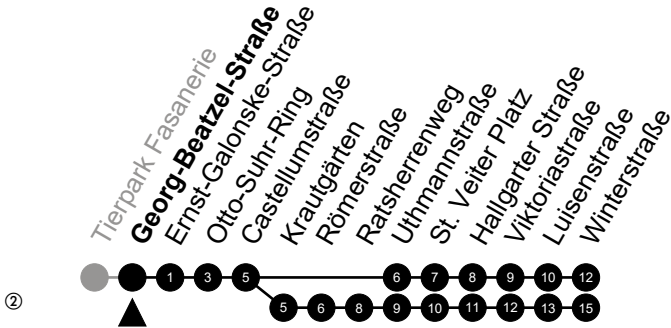 Tierpark Fasanerie
Georg-Beatzel-Straße
Ernst-Galonske-Straße
Otto-Suhr-Ring
Castellumstraße
Krautgärten
Römerstraße
Ratsherrenweg
Uthmannstraße
St. Veiter Platz
Hallgarter Straße
Viktoriastraße
Luisenstraße
Winterstraße
1 3 5 6 7 8 9 10 12
② 5 6 8 9 10 11 12 13 15